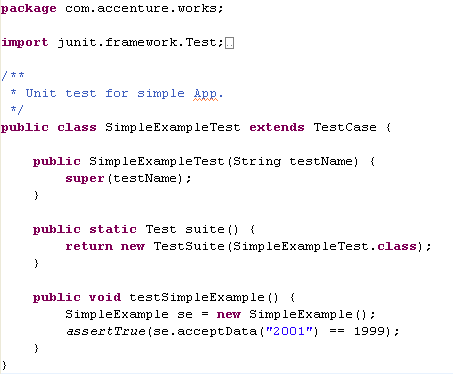 package com.accenture.works;
import junit.framework.Test;
/**
 * Unit test for simple App.
 */
public class SimpleExampleTest extends TestCase {
    public SimpleExampleTest(String testName) {
        super(testName);
    }
    public static Test suite() {
        return new TestSuite(SimpleExampleTest.class);
    }
    public void testSimpleExample() {
        SimpleExample se = new SimpleExample();
        assertTrue(se.acceptData("2001") == 1999);
    }
}